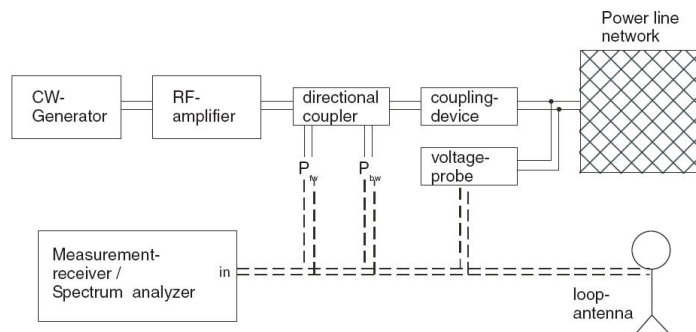 Power line
network
CW-
Generator
RF-
amplifier
directional
coupler
coupling-
device
voltage-
probe
P fw
P bw
Measurement-
receiver /
Spectrum analyzer
in
loop-
antenna